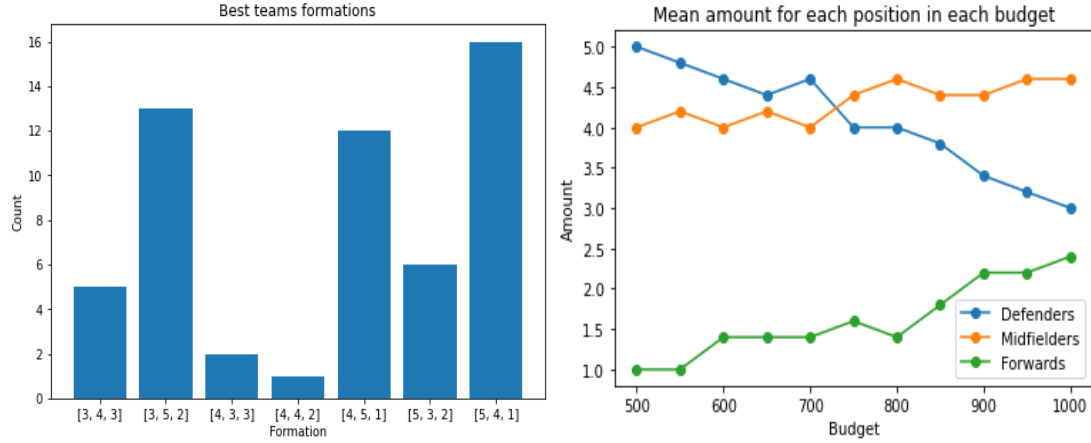 Best teams formations
16
14
12
10
8
6
4
2
0
Count
[3, 4, 3] [3, 5, 2] [4, 3, 3] [4, 4, 2] [4, 5, 1] [5, 3, 2] [5, 4, 1]
Formation
Mean amount for each position in each budget
5.0
4.5
4.0
3.5
3.0
2.5
2.0
1.5
1.0
Amount
Defenders
Midfielders
Forwards
500 600 700 800 900 1000
Budget